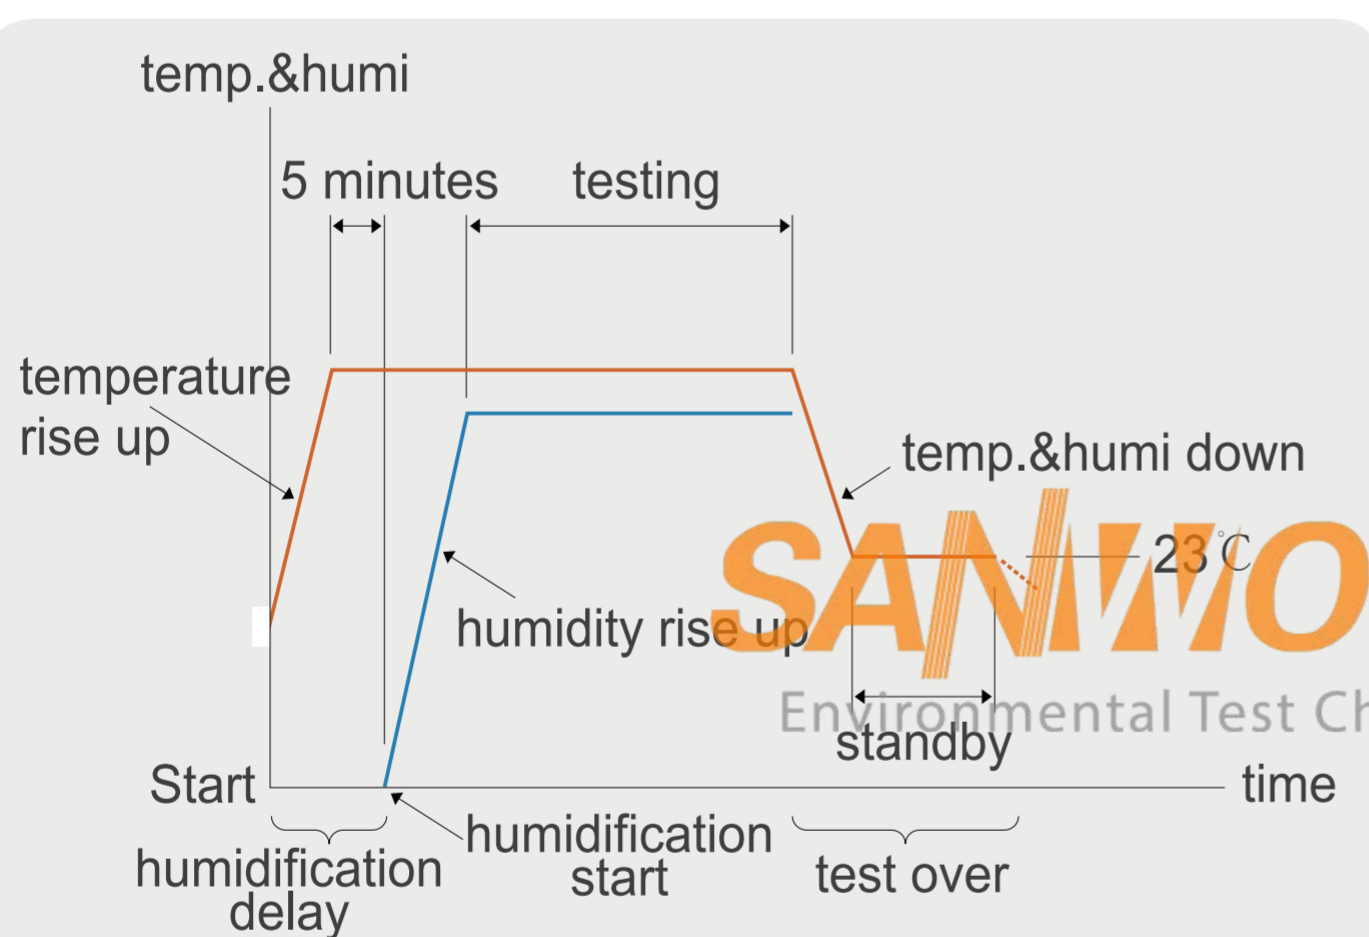 temp.&humi
5 minutes
testing
temperature
rise up
temp.&humi down
23℃
humidity rise up
SANWO
Environmental Test Ch
standby
Start
time
humidification
delay
humidification
start
test over